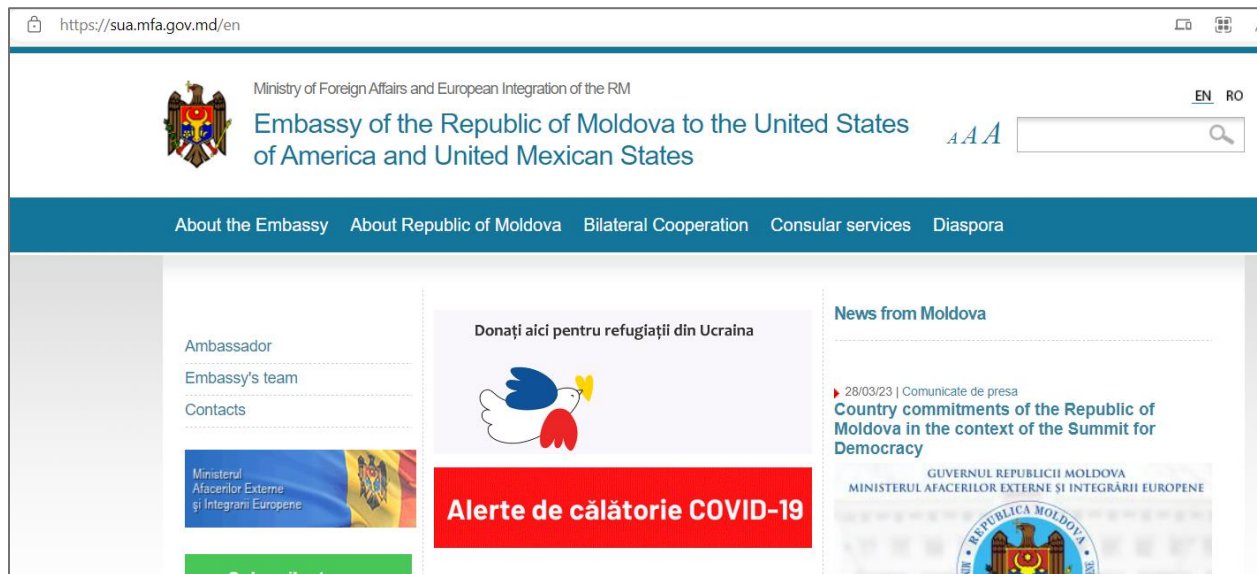 https://sua.mfa.gov.md/en
Ministry of Foreign Affairs and European Integration of the RM
Embassy of the Republic of Moldova to the United States
of America and United Mexican States
EN RO
A A A
About the Embassy About Republic of Moldova Bilateral Cooperation Consular services Diaspora
Ambassador
Embassy's team
Contacts
Ministerul
Afacerilor Externe
și Integrarii Europene
Donați aici pentru refugiații din Ucraina
Alerte de călătorie COVID-19
News from Moldova
28/03/23 | Comunicate de presa
Country commitments of the Republic of
Moldova in the context of the Summit for
Democracy
GUVERNUL REPUBLICII MOLDOVA
MINISTERUL AFACERILOR EXTERNE ȘI INTEGRĂRII EUROPENE